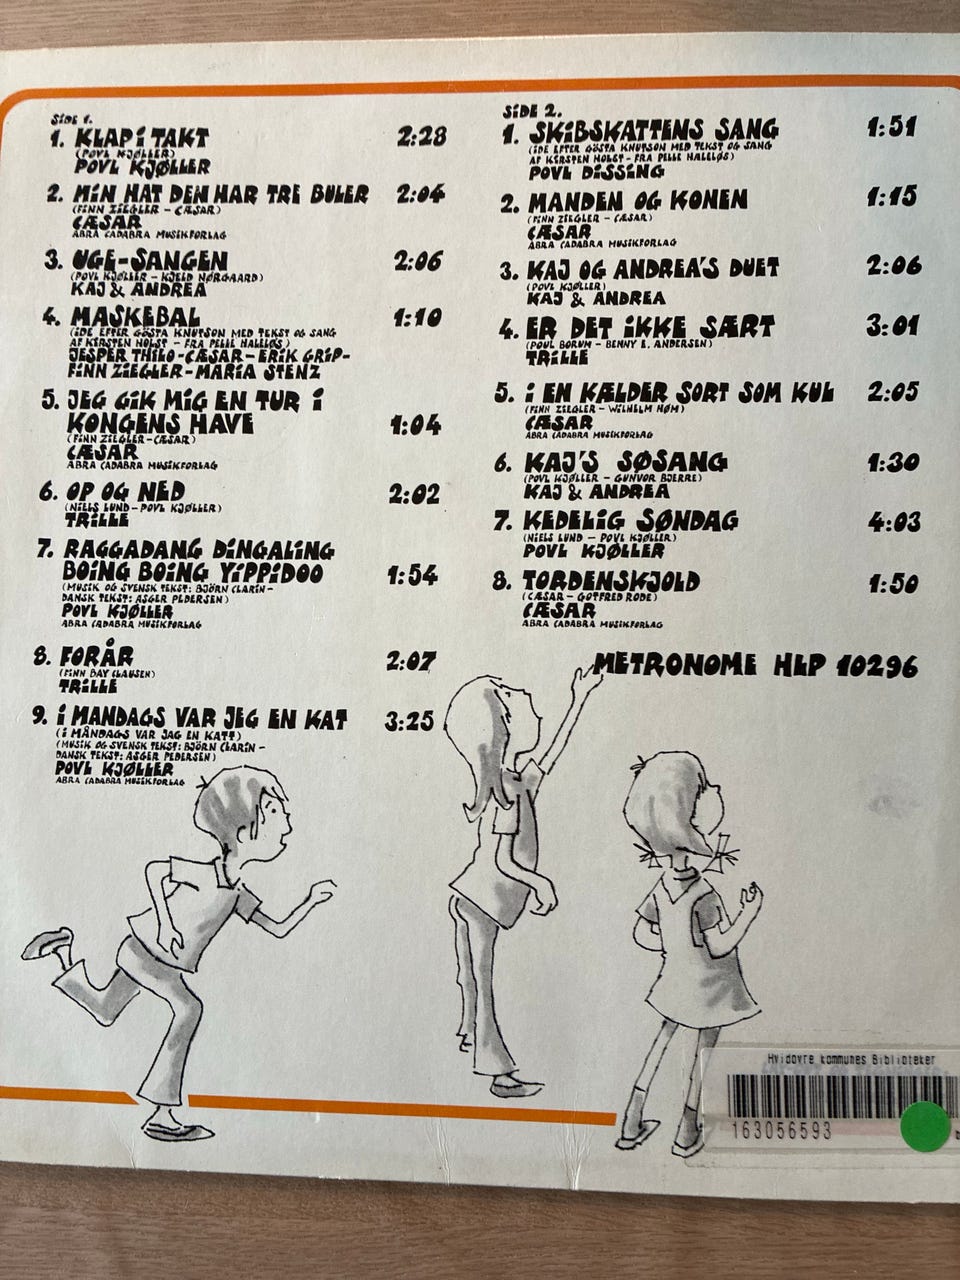 SiDE 1.
1. KLAP i TAKT 2:28
(POVL KJØLLER)
POVL KJØLLER
2. MiN HAT DEN HAR TRE BULER 2:04
(FiNN ZiEGLER - CÆSAR)
CÆSAR
ABRA CADABRA MUSiKFORLAG
3. UGE-SANGEN 2:06
(POVL KJØLLER - KJELD NØRGAARD)
KAJ & ANDREA
4. MASKEBAL 1:10
(iDE EFTER GÖSTA KNUTSON MED TEKST OG SANG
AF KiRSTEN HOLST - FRA PELLE HALELØS)
JESPER THiLO-CÆSAR-ERiK GRiP-
FiNN ZiEGLER-MARiA STENZ
5. JEG GiK MiG EN TUR i
KONGENS HAVE 1:04
(FiNN ZiEGLER-CÆSAR)
CÆSAR
ABRA CADABRA MUSiKFORLAG
6. OP OG NED 2:02
(NiELS LUND-POVL KJØLLER)
TRiLLE
7. RAGGADANG DiNGALiNG
BOiNG BOiNG YiPPiDOO 1:54
(MUSiK OG SVENSK TEKST: BJÖRN CLARiN-
DANSK TEKST: ASGER PEDERSEN)
POVL KJØLLER
ABRA CADABRA MUSiKFORLAG
8. FORÅR 2:07
(FiNN BAY CLAUSEN)
TRiLLE
9. i MANDAGS VAR JEG EN KAT 3:25
(i MÅNDAGS VAR JAG EN KATT)
(MUSiK OG SVENSK TEKST: BJÖRN CLARiN -
DANSK TEKST: ASGER PEDERSEN)
POVL KJØLLER
ABRA CADABRA MUSiKFORLAG
SiDE 2.
1. SKiBSKATTENS SANG 1:51
(iDE EFTER GÖSTA KNUTSON MED TEKST OG SANG
AF KiRSTEN HOLST - FRA PELLE HALELØS)
POVL DiSSiNG
2. MANDEN OG KONEN 1:15
(FiNN ZiEGLER - CÆSAR)
CÆSAR
ABRA CADABRA MUSiKFORLAG
3. KAJ OG ANDREA'S DUET 2:06
(POVL KJØLLER)
KAJ & ANDREA
4. ER DET iKKE SÆRT 3:01
(POUL BORUM - BENNY E. ANDERSEN)
TRiLLE
5. i EN KÆLDER SORT SOM KUL 2:05
(FiNN ZiEGLER - WiLHELM HØM)
CÆSAR
ABRA CADABRA MUSiKFORLAG
6. KAJ'S SØSANG 1:30
(POVL KJØLLER - GUNVOR BJERRE)
KAJ & ANDREA
7. KEDELiG SØNDAG 4:03
(NiELS LUND - POVL KJØLLER)
POVL KJØLLER
8. TORDENSKJOLD 1:50
(CÆSAR - GOTFRED RODE)
CÆSAR
ABRA CADABRA MUSiKFORLAG
METRONOME HLP 10296
Hvidovre kommunes Biblioteker
163056593